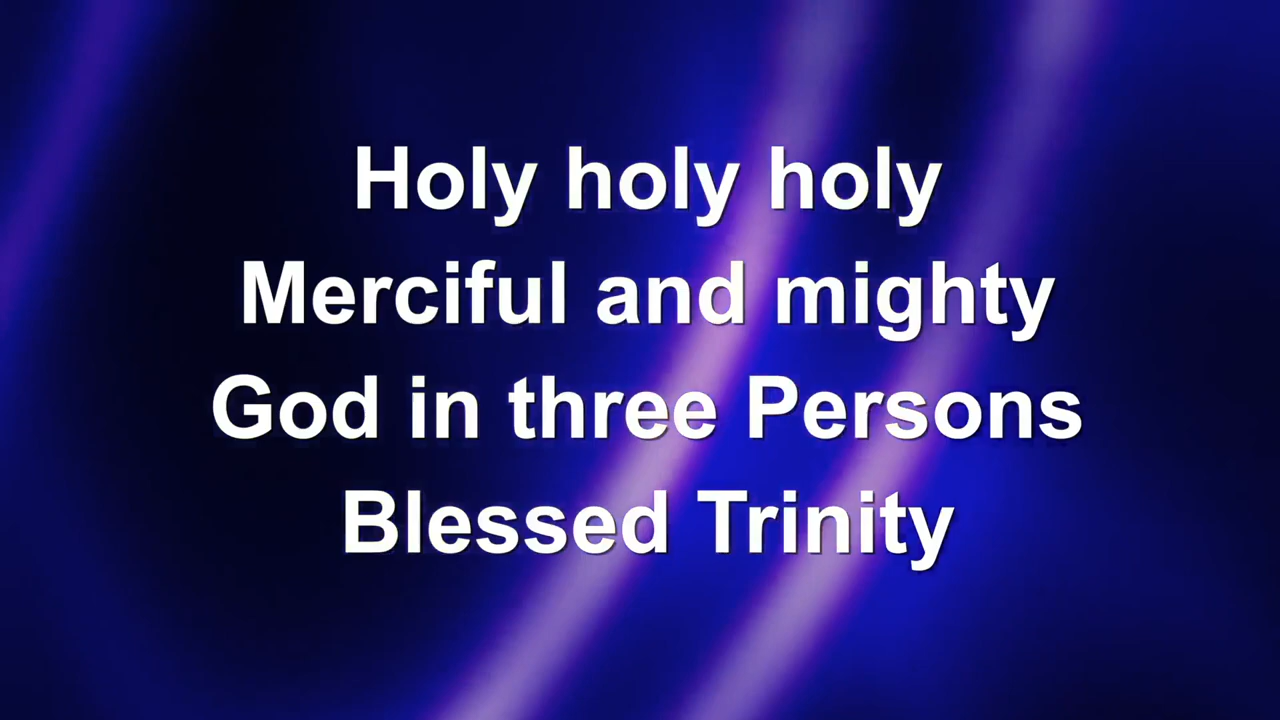 Holy holy holy
Merciful and mighty
God in three Persons
Blessed Trinity